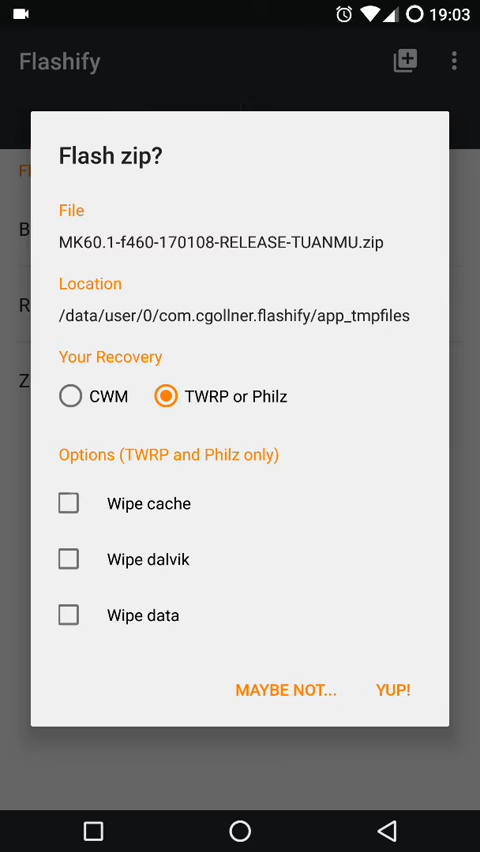 19:03
Flashify
Flash zip?
File
MK60.1-f460-170108-RELEASE-TUANMU.zip
Location
/data/user/0/com.cgollner.flashify/app_tmpfiles
Your Recovery
CWM TWRP or Philz
Options (TWRP and Philz only)
Wipe cache
Wipe dalvik
Wipe data
MAYBE NOT... YUP!